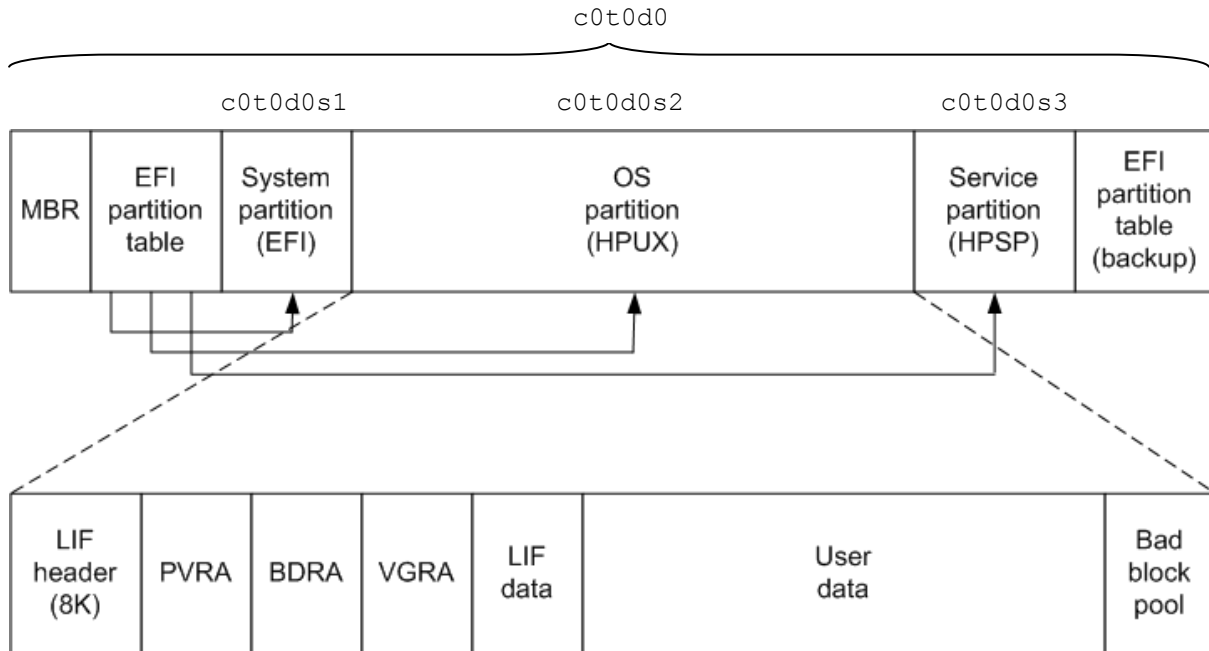 c0t0d0
c0t0d0s1
c0t0d0s2
c0t0d0s3
MBR
EFI
partition
table
System
partition
(EFI)
OS
partition
(HPUX)
Service
partition
(HPSP)
EFI
partition
table
(backup)
LIF
header
(8K)
PVRA
BDRA
VGRA
LIF
data
User
data
Bad
block
pool